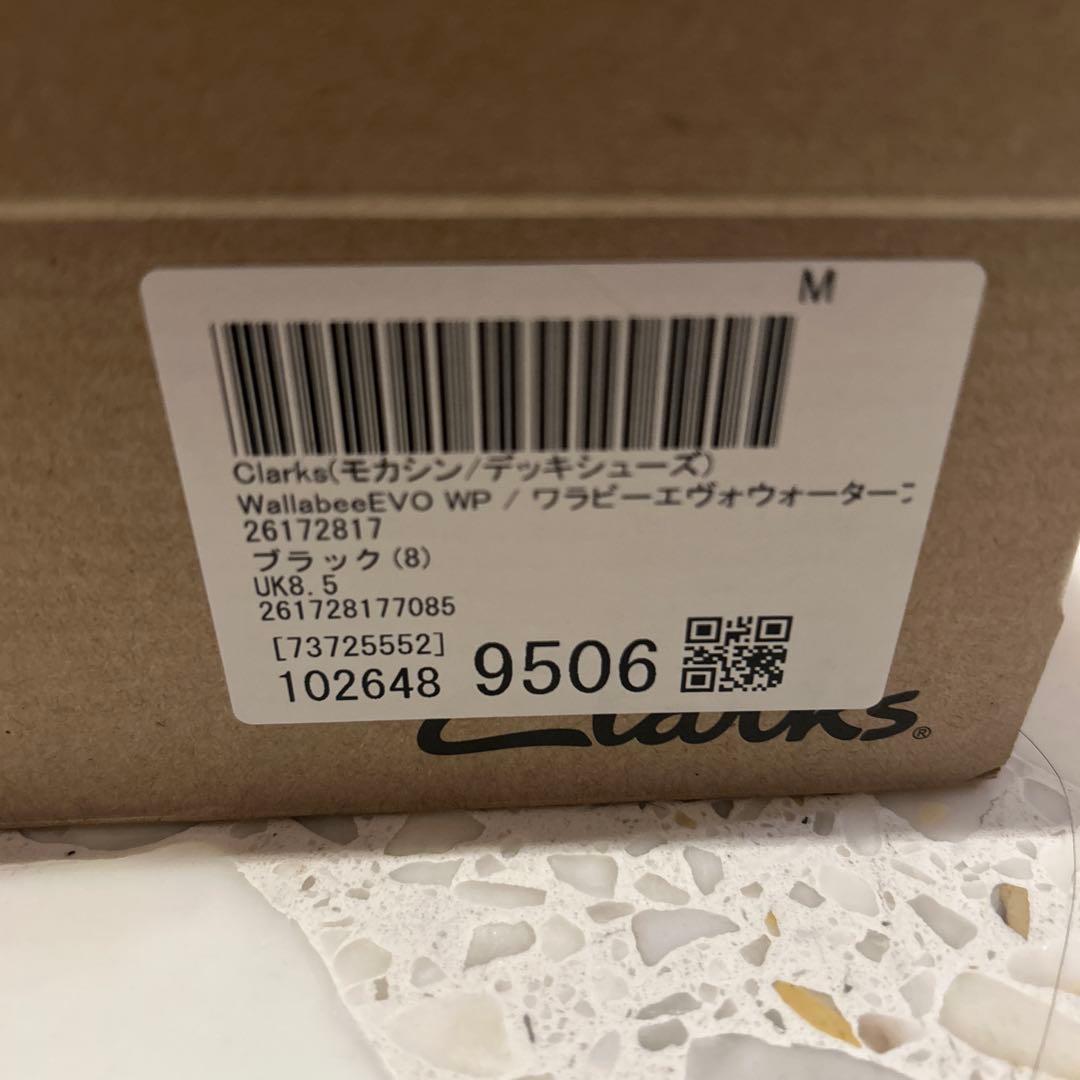 M
Clarks(モカシン/デッキシューズ)
WallabeeEVO WP / ワラビーエヴォウォーター
26172817
ブラック(8)
UK8.5
261728177085
[73725552]
102648 9506
Clarks®